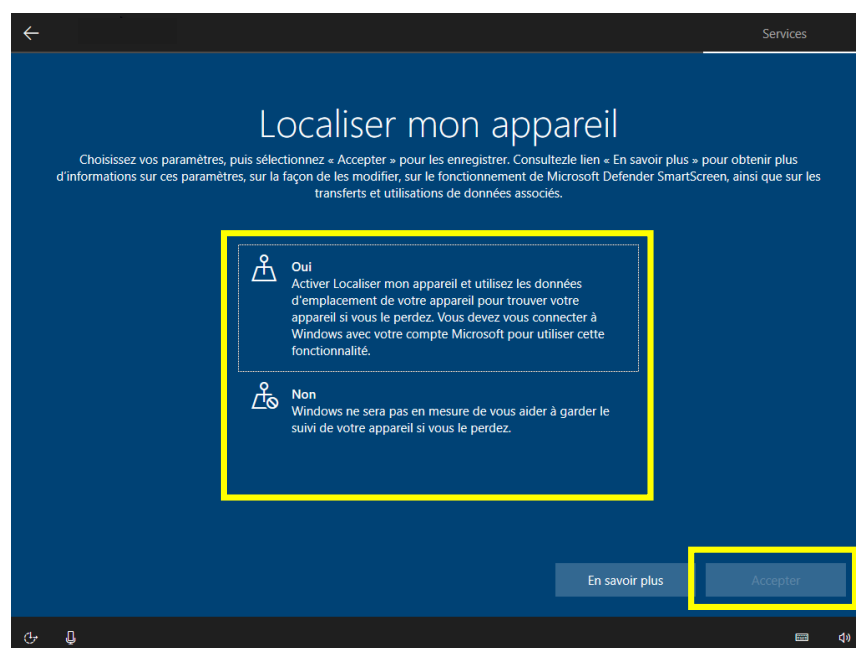 Services
Localiser mon appareil
Choisissez vos paramètres, puis sélectionnez « Accepter » pour les enregistrer. Consultezle lien « En savoir plus » pour obtenir plus
d'informations sur ces paramètres, sur la façon de les modifier, sur le fonctionnement de Microsoft Defender SmartScreen, ainsi que sur les
transferts et utilisations de données associés.
Oui
Activer Localiser mon appareil et utilisez les données
d'emplacement de votre appareil pour trouver votre
appareil si vous le perdez. Vous devez vous connecter à
Windows avec votre compte Microsoft pour utiliser cette
fonctionnalité.
Non
Windows ne sera pas en mesure de vous aider à garder le
suivi de votre appareil si vous le perdez.
En savoir plus
Accepter